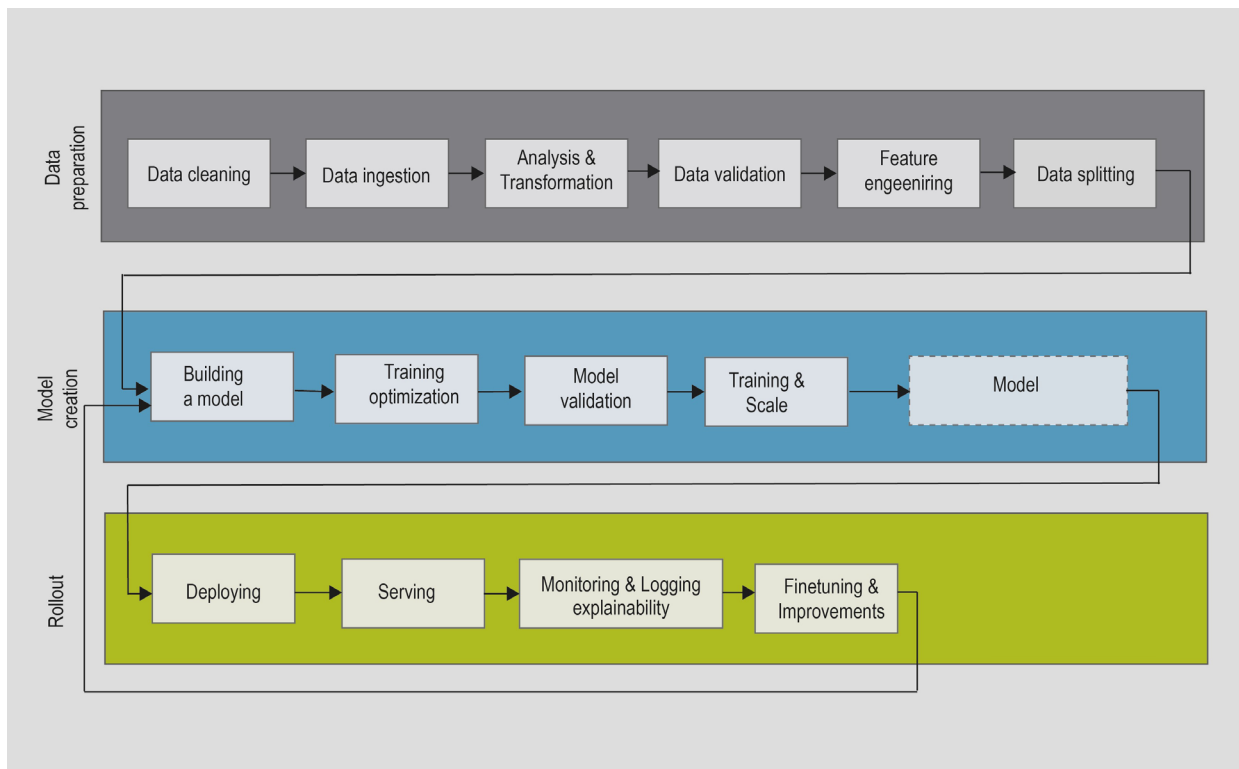 Data
preparation
Data cleaning
Data ingestion
Analysis &
Transformation
Data validation
Feature
engeeniring
Data splitting
Model
creation
Building
a model
Training
optimization
Model
validation
Training &
Scale
Model
Rollout
Deploying
Serving
Monitoring & Logging
explainability
Finetuning &
Improvements